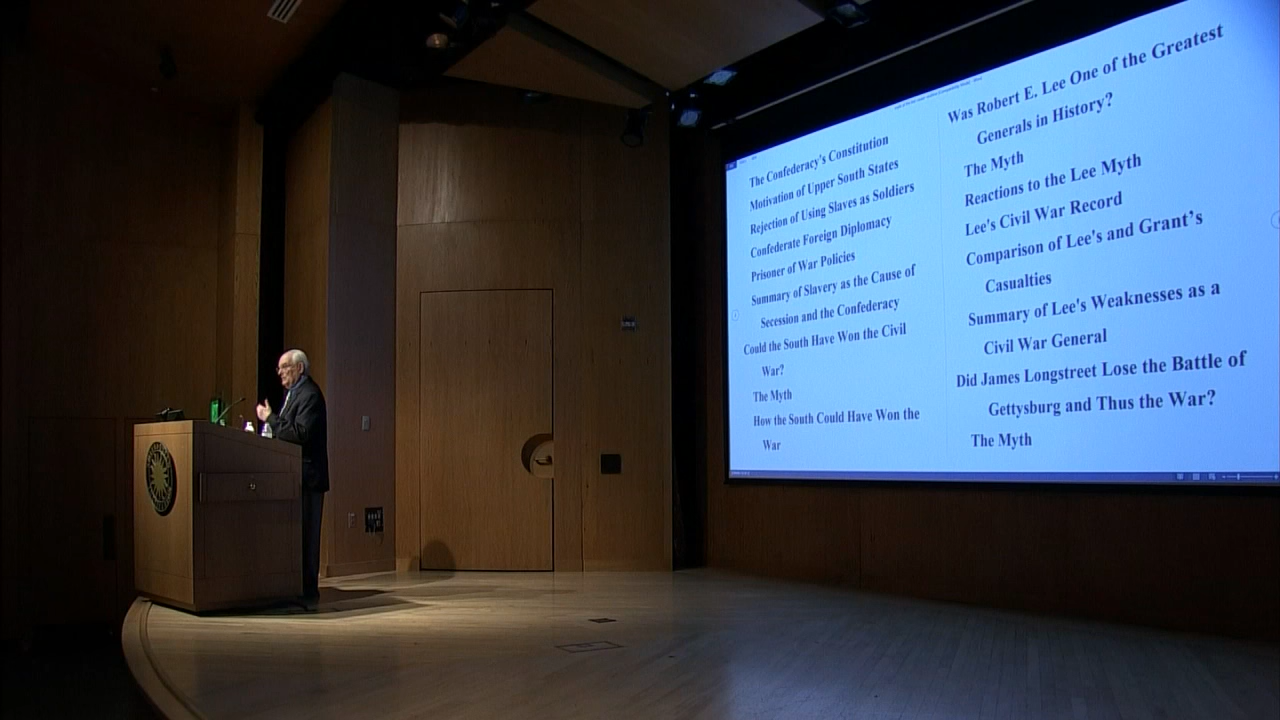 The Confederacy's Constitution
Motivation of Upper South States
Rejection of Using Slaves as Soldiers
Confederate Foreign Diplomacy
Prisoner of War Policies
Summary of Slavery as the Cause of
Secession and the Confederacy
Could the South Have Won the Civil
War?
The Myth
How the South Could Have Won the
War
Was Robert E. Lee One of the Greatest
Generals in History?
The Myth
Reactions to the Lee Myth
Lee's Civil War Record
Comparison of Lee's and Grant’s
Casualties
Summary of Lee's Weaknesses as a
Civil War General
Did James Longstreet Lose the Battle of
Gettysburg and Thus the War?
The Myth